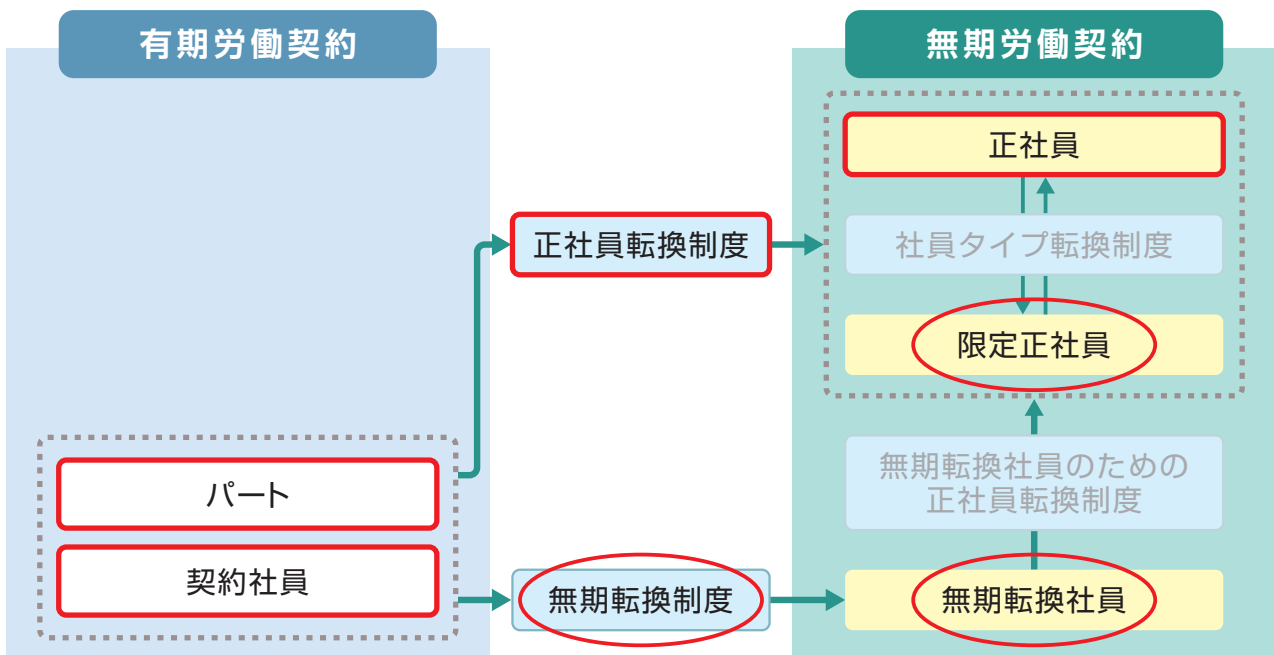 有期労働契約
無期労働契約
正社員
正社員転換制度
社員タイプ転換制度
限定正社員
パート
無期転換社員のための
正社員転換制度
契約社員
無期転換制度
無期転換社員